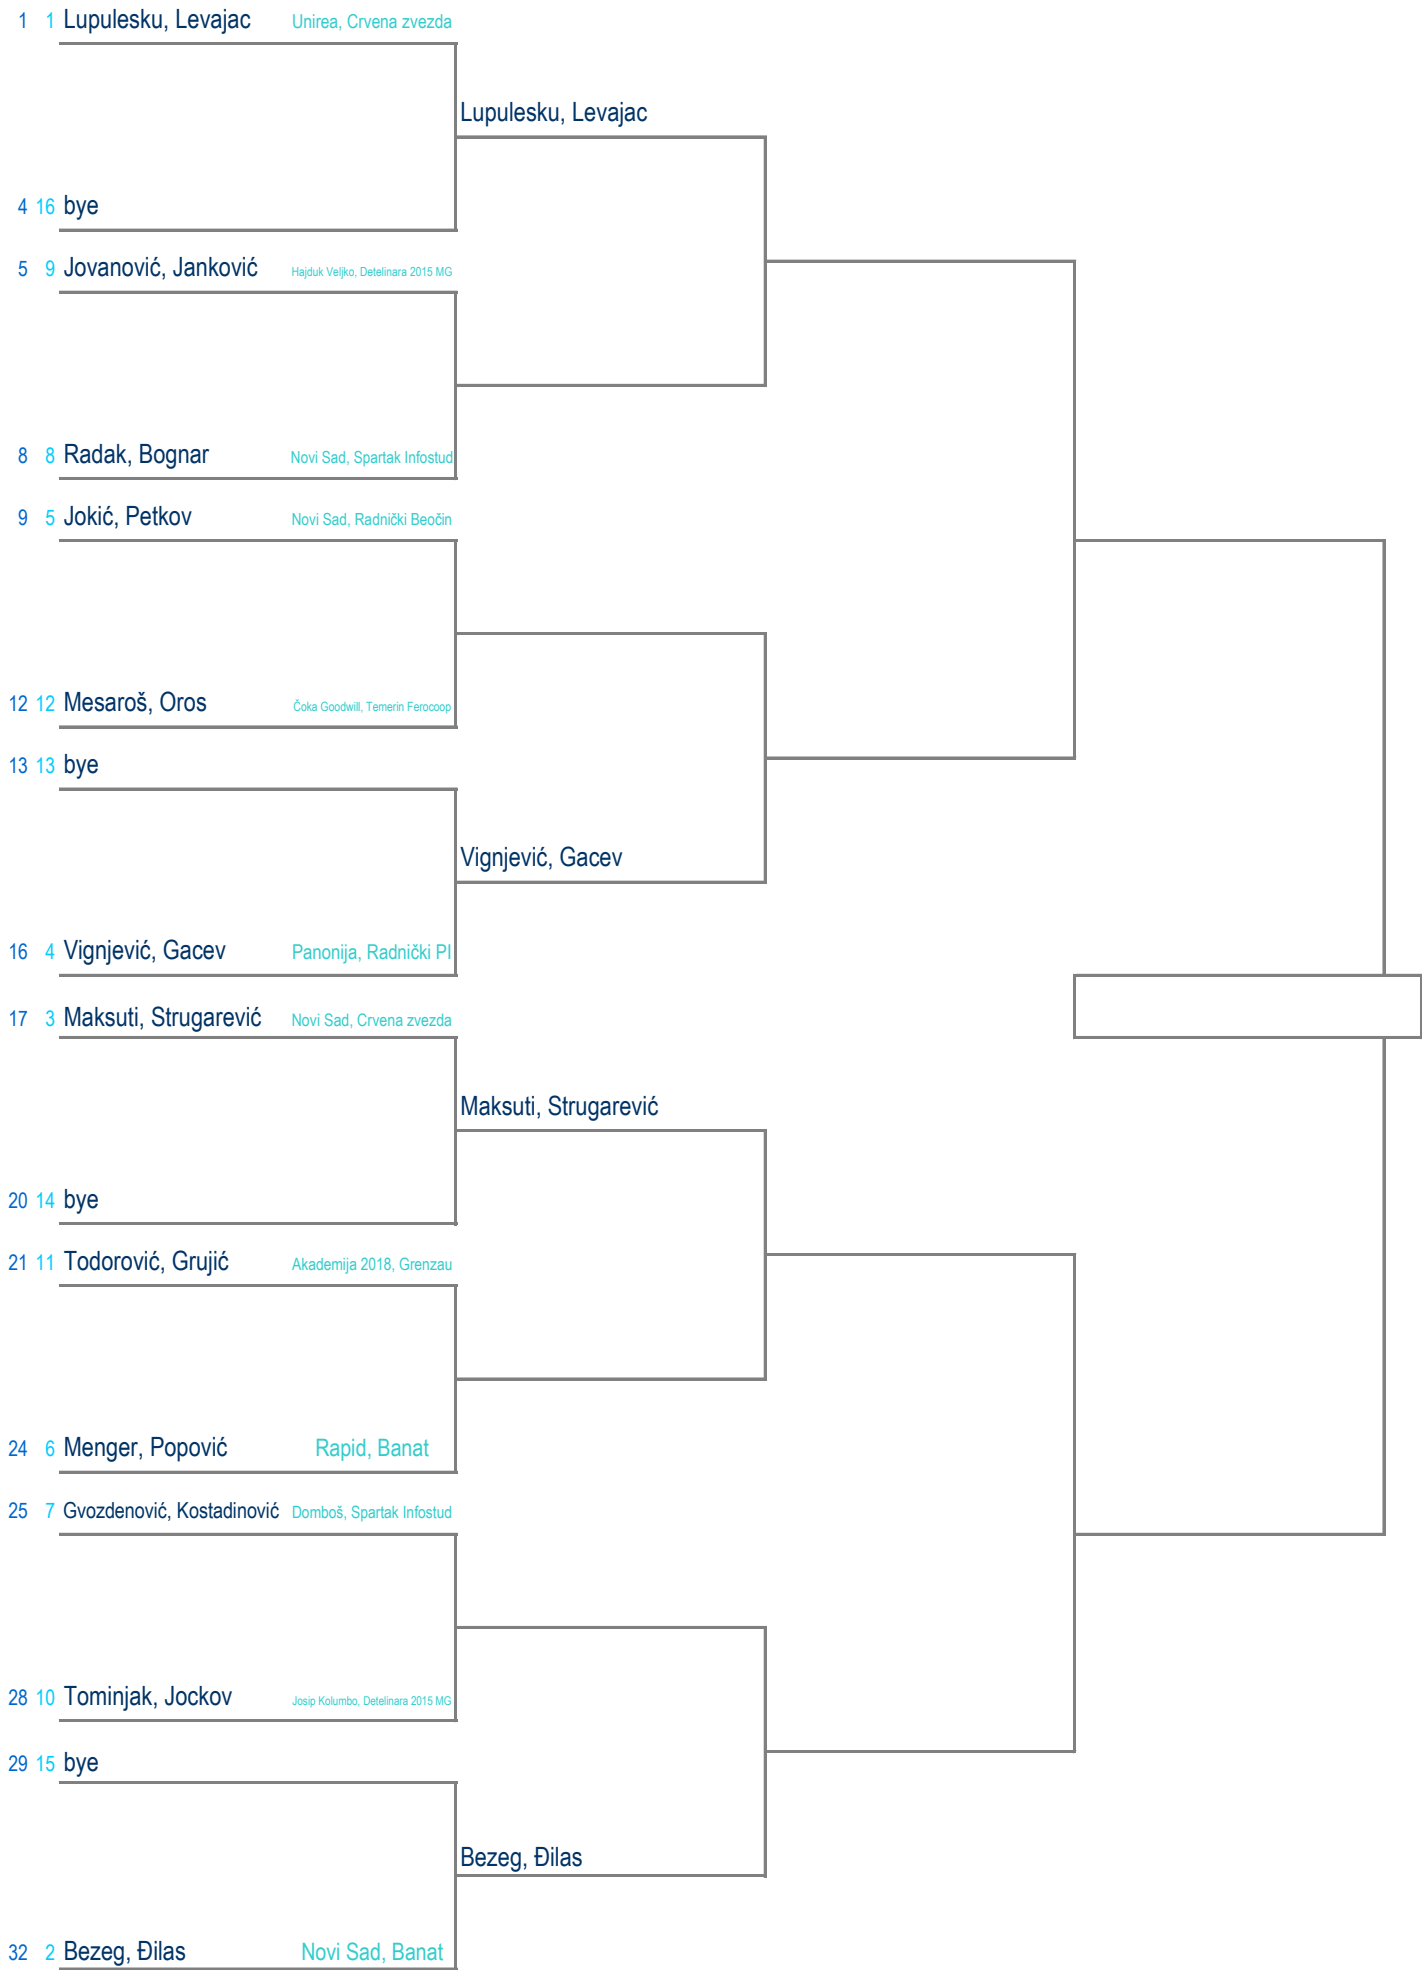 1 1 Lupulesku, Levajac Unirea, Crvena zvezda
Lupulesku, Levajac
4 16 bye
5 9 Jovanović, Janković Hajduk Veljko, Detelinara 2015 MG
8 8 Radak, Bognar Novi Sad, Spartak Infostud
9 5 Jokić, Petkov Novi Sad, Radnički Beočin
12 12 Mesaroš, Oros Čoka Goodwill, Temerin Ferocoop
13 13 bye
Vignjević, Gacev
16 4 Vignjević, Gacev Panonija, Radnički PI
17 3 Maksuti, Strugarević Novi Sad, Crvena zvezda
Maksuti, Strugarević
20 14 bye
21 11 Todorović, Grujić Akademija 2018, Grenzau
24 6 Menger, Popović Rapid, Banat
25 7 Gvozdenović, Kostadinović Domboš, Spartak Infostud
28 10 Tominjak, Jockov Josip Kolumbo, Detelinara 2015 MG
29 15 bye
Bezeg, Đilas
32 2 Bezeg, Đilas Novi Sad, Banat